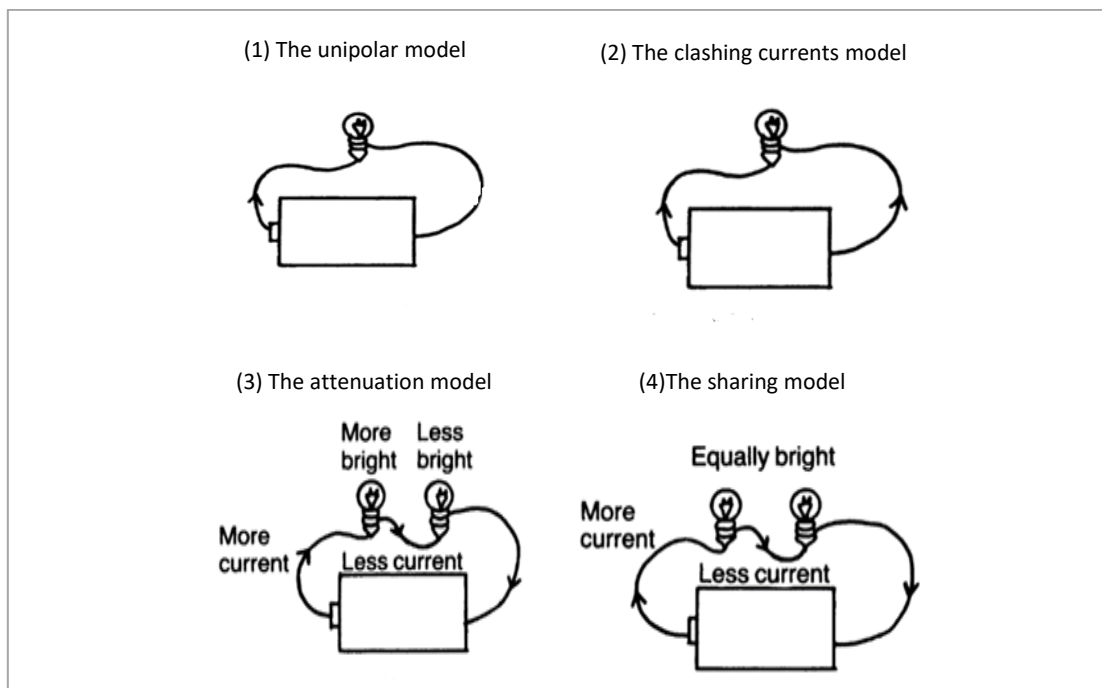 (1) The unipolar model
(2) The clashing currents model
(3) The attenuation model
(4)The sharing model
More
bright
Less
bright
More
current
Less current
Equally bright
More
current
Less current